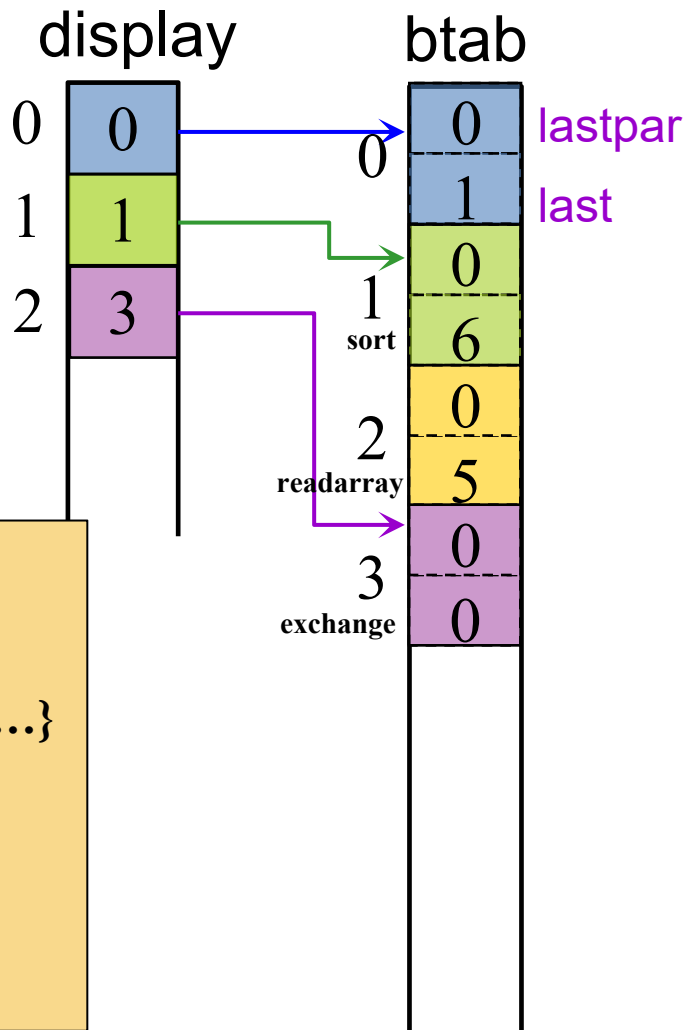 display btab
0 0 0 lastpar
0
1 last
1 1 0
1
sort 6
2 3 0
2
readarray 5
0
3
exchange 0
…}